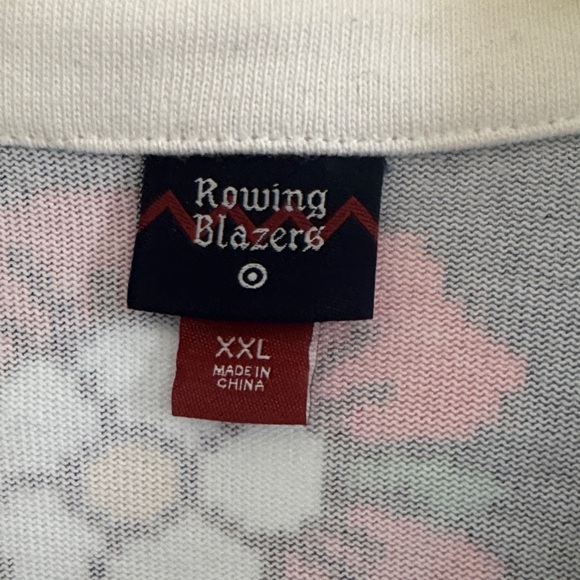 Rowing
Blazers
XXL
MADE IN
CHINA